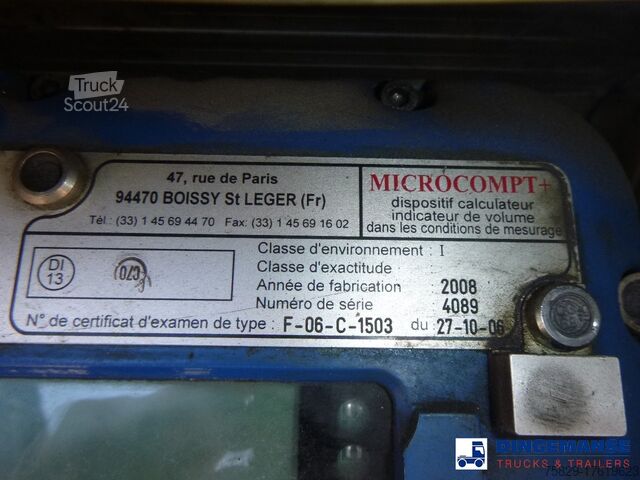 Truck
Scout24
47, rue de Paris
94470 BOISSY St LEGER (Fr)
Tél.: (33) 1 45 69 44 70 Fax: (33) 1 45 69 16 02
MICROCOMPT+
dispositif calculateur
indicateur de volume
dans les conditions de mesurage
DI
13
Classe d'environnement : I
Classe d'exactitude :
Année de fabrication : 2008
Numéro de série : 4089
N° de certificat d'examen de type : F-06-C-1503 du 27-10-06
DINGEMANSE
TRUCKS & TRAILERS